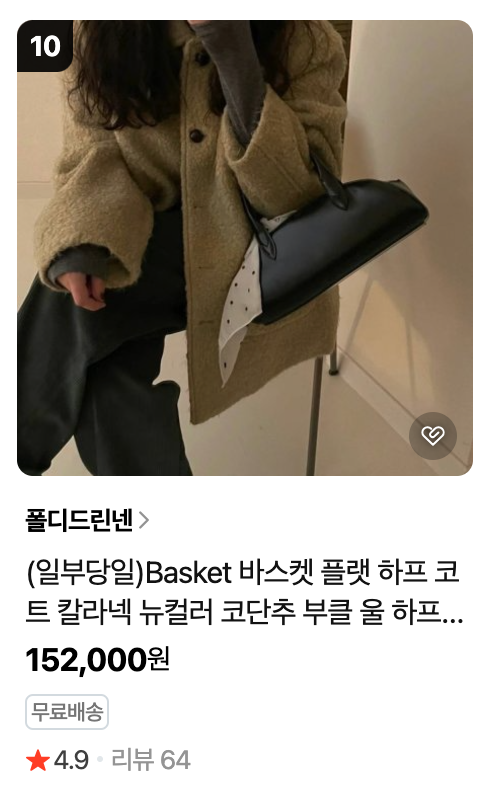 10
폴디드린넨
(일부당일)Basket 바스켓 플랫 하프 코
트 칼라넥 뉴컬러 코단추 부클 울 하프...
152,000원
무료배송
★4.9 • 리뷰 64